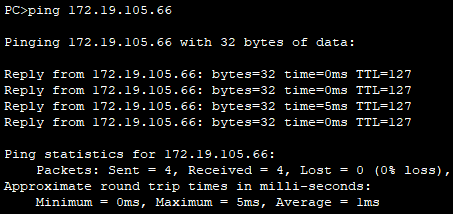 PC>ping 172.19.105.66
Pinging 172.19.105.66 with 32 bytes of data:
Reply from 172.19.105.66: bytes=32 time=0ms TTL=127
Reply from 172.19.105.66: bytes=32 time=0ms TTL=127
Reply from 172.19.105.66: bytes=32 time=5ms TTL=127
Reply from 172.19.105.66: bytes=32 time=0ms TTL=127
Ping statistics for 172.19.105.66:
    Packets: Sent = 4, Received = 4, Lost = 0 (0% loss),
Approximate round trip times in milli-seconds:
    Minimum = 0ms, Maximum = 5ms, Average = 1ms